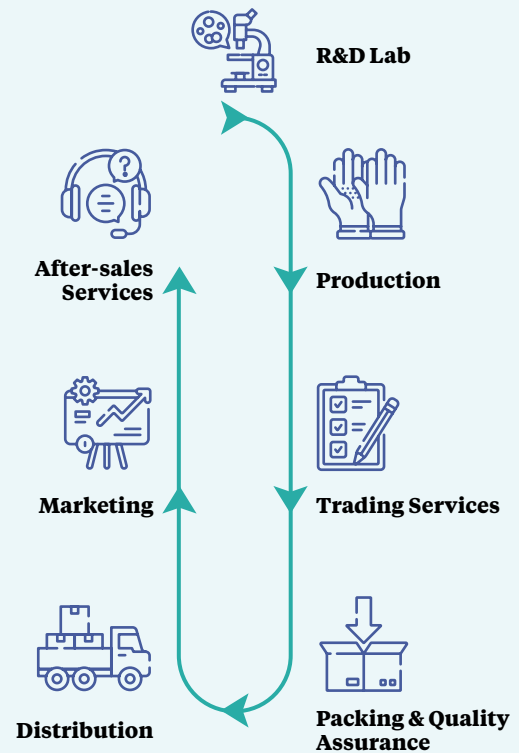 R&D Lab
Production
Trading Services
Packing & Quality
Assurance
Distribution
Marketing
After-sales
Services
?